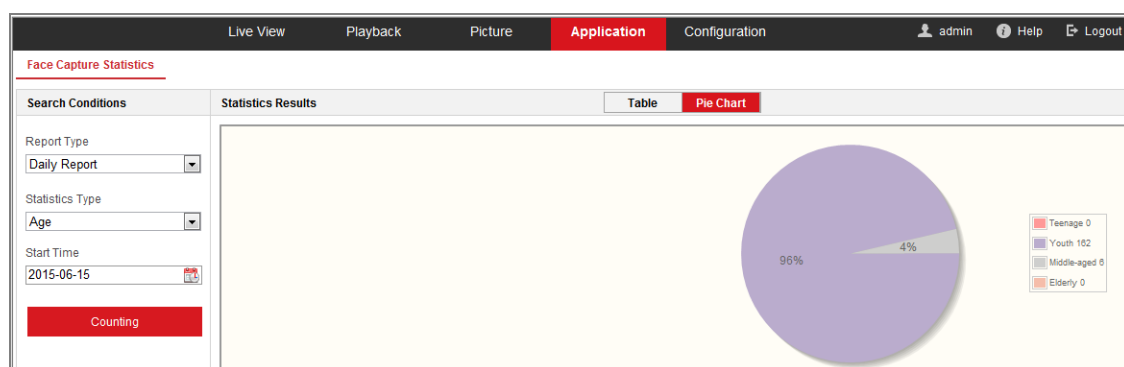 Live View Playback Picture Application Configuration admin Help Logout
Face Capture Statistics
Search Conditions
Statistics Results
Table Pie Chart
Report Type
Daily Report
Statistics Type
Age
Start Time
2015-06-15
Counting
96%
4%
Teenage 0
Youth 162
Middle-aged 6
Elderly 0